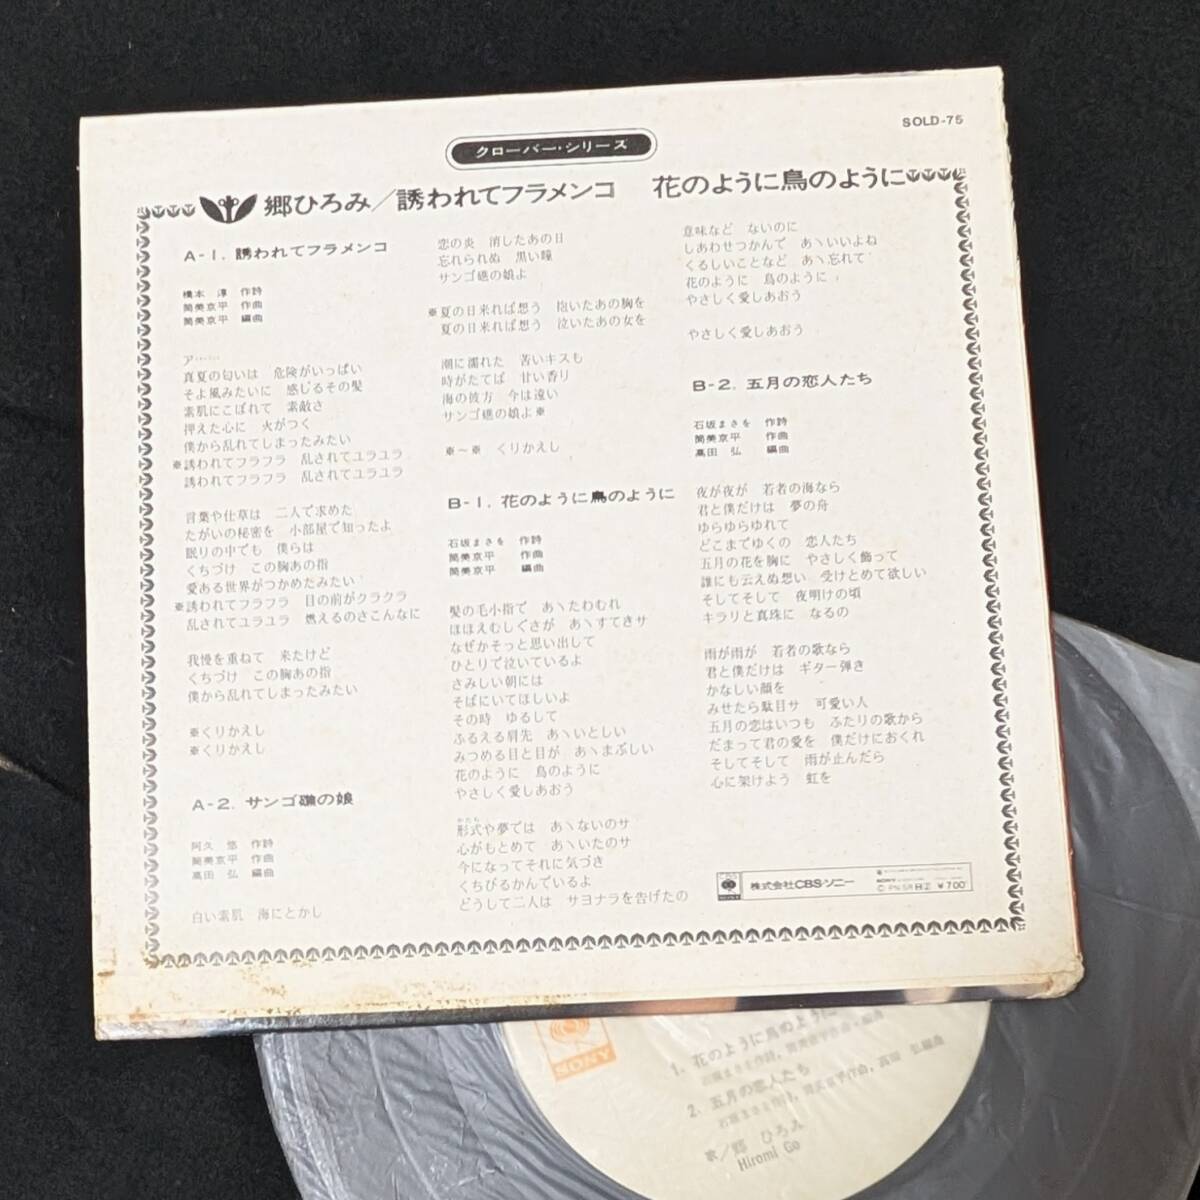 SOLD-75
クローバー・シリーズ
郷ひろみ／誘われてフラメンコ　花のように鳥のように
A-1. 誘われてフラメンコ
橋本　淳　作詩
筒美京平　作曲
筒美京平　編曲
ア……
真夏の匂いは　危険がいっぱい
そよ風みたいに　感じるその髪
素肌にこぼれて　素敵さ
押えた心に　火がつく
僕から乱れてしまったみたい
※誘われてフラフラ　乱されてユラユラ
誘われてフラフラ　乱されてユラユラ
言葉や仕草は　二人で求めた
たがいの秘密を　小部屋で知ったよ
眠りの中でも　僕らは
くちづけ　この胸あの指
愛ある世界がつかめたみたい
※誘われてフラフラ　目の前がクラクラ
乱されてユラユラ　燃えるのさこんなに
我慢を重ねて　来たけど
くちづけ　この胸あの指
僕から乱れてしまったみたい
※くりかえし
※くりかえし
A-2. サンゴ礁の娘
阿久　悠　作詩
筒美京平　作曲
高田　弘　編曲
白い素肌　海にとかし
恋の炎　消したあの日
忘れられぬ　黒い瞳
サンゴ礁の娘よ
※夏の日来れば想う　抱いたあの胸を
夏の日来れば想う　泣いたあの女を
潮に濡れた　苦いキスも
時がたてば　甘い香り
海の彼方　今は遠い
サンゴ礁の娘よ※
※～※　くりかえし
B-1. 花のように鳥のように
石坂まさを　作詩
筒美京平　作曲
筒美京平　編曲
髪の毛小指で　あゝたわむれ
ほほえむしぐさが　あゝすてきサ
なぜかそっと思い出して
ひとりで泣いているよ
さみしい朝には
そばにいてほしいよ
その時　ゆるして
ふるえる肩先　あゝいとしい
みつめる目と目が　あゝまぶしい
花のように　鳥のように
やさしく愛しあおう
かたち
形式や夢では　あゝないのサ
心がもとめて　あゝいたのサ
今になってそれに気づき
くちびるかんでいるよ
どうして二人は　サヨナラを告げたの
意味など　ないのに
しあわせつかんで　あゝいいよね
くるしいことなど　あゝ忘れて
花のように　鳥のように
やさしく愛しあおう
やさしく愛しあおう
B-2. 五月の恋人たち
石坂まさを　作詩
筒美京平　作曲
高田　弘　編曲
夜が夜が　若者の海なら
君と僕だけは　夢の舟
ゆらゆらゆれて
どこまでゆくの　恋人たち
五月の花を胸に　やさしく飾って
誰にも云えぬ想い　受けとめて欲しい
そしてそして　夜明けの頃
キラリと真珠に　なるの
雨が雨が　若者の歌なら
君と僕だけは　ギター弾き
かなしい顔を
みせたら駄目サ　可愛い人
五月の恋はいつも　ふたりの歌から
だまって君の愛を　僕だけにおくれ
そしてそして　雨が止んだら
心に架けよう　虹を
CBS
株式会社CBS・ソニー
SONY
¥700
SONY
1. 花のように鳥のように
石坂まさを作詩, 筒美京平作曲・編曲
2. 五月の恋人たち
石坂まさを作詩, 筒美京平作曲, 高田　弘編曲
歌／郷　ひろみ
Hiromi Go